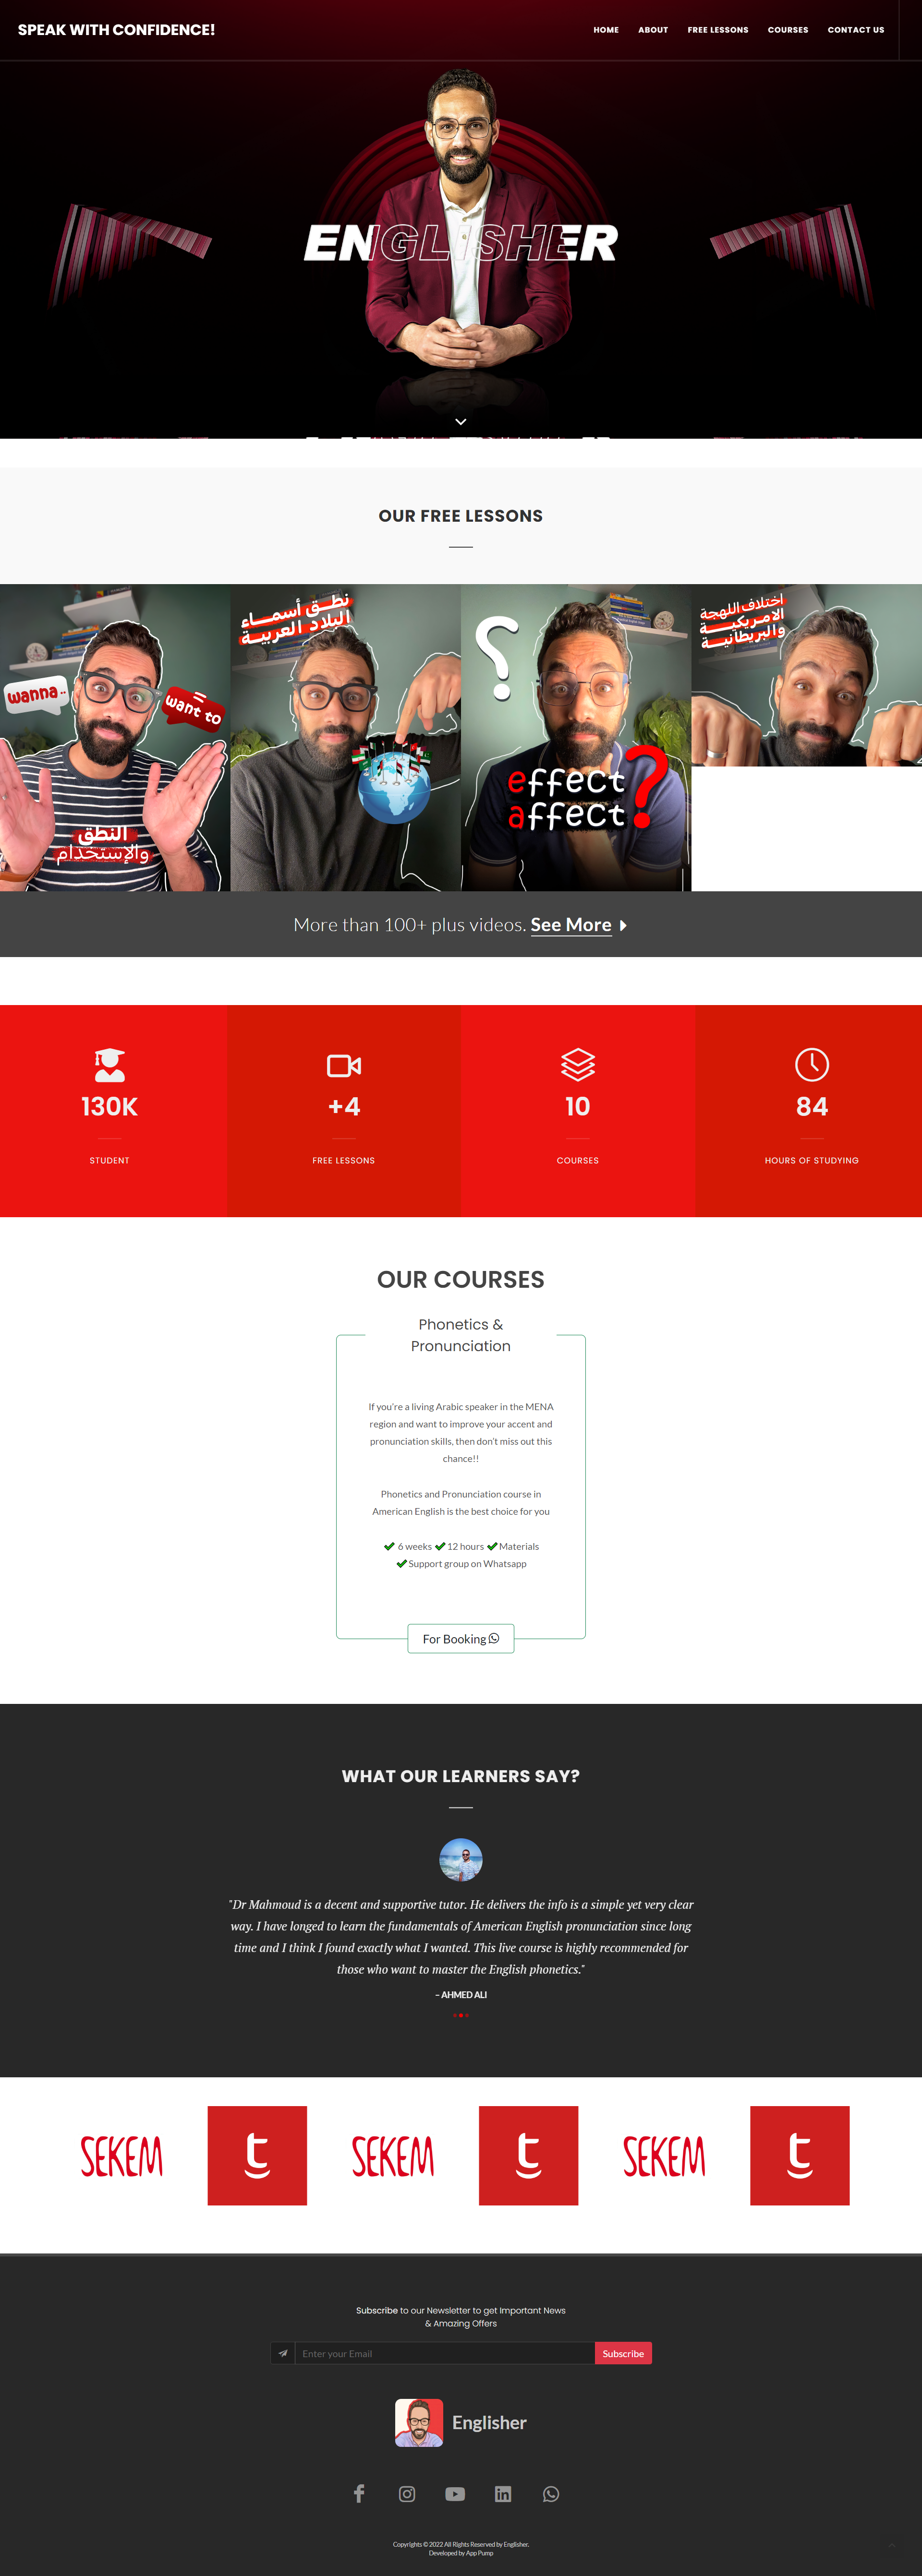 SPEAK WITH CONFIDENCE!
HOME ABOUT FREE LESSONS COURSES CONTACT US
ENGLISHER
OUR FREE LESSONS
wanna..
=
want to
النطق
والإستخدام
نطق أسماء
البلاد العربية
?
effect
affect?
اختلاف اللهجة
الامريكية
والبريطانية
More than 100+ plus videos. See More
130K
STUDENT
+4
FREE LESSONS
10
COURSES
84
HOURS OF STUDYING
OUR COURSES
Phonetics &
Pronunciation
If you're a living Arabic speaker in the MENA
region and want to improve your accent and
pronunciation skills, then don't miss out this
chance!!
Phonetics and Pronunciation course in
American English is the best choice for you
✔ 6 weeks ✔ 12 hours ✔ Materials
✔ Support group on Whatsapp
For Booking
WHAT OUR LEARNERS SAY?
"Dr Mahmoud is a decent and supportive tutor. He delivers the info is a simple yet very clear
way. I have longed to learn the fundamentals of American English pronunciation since long
time and I think I found exactly what I wanted. This live course is highly recommended for
those who want to master the English phonetics."
– AHMED ALI
SEKEM t SEKEM t SEKEM t
Subscribe to our Newsletter to get Important News
& Amazing Offers
Enter your Email Subscribe
Englisher
Copyrights © 2022 All Rights Reserved by Englisher.
Developed by App Pump